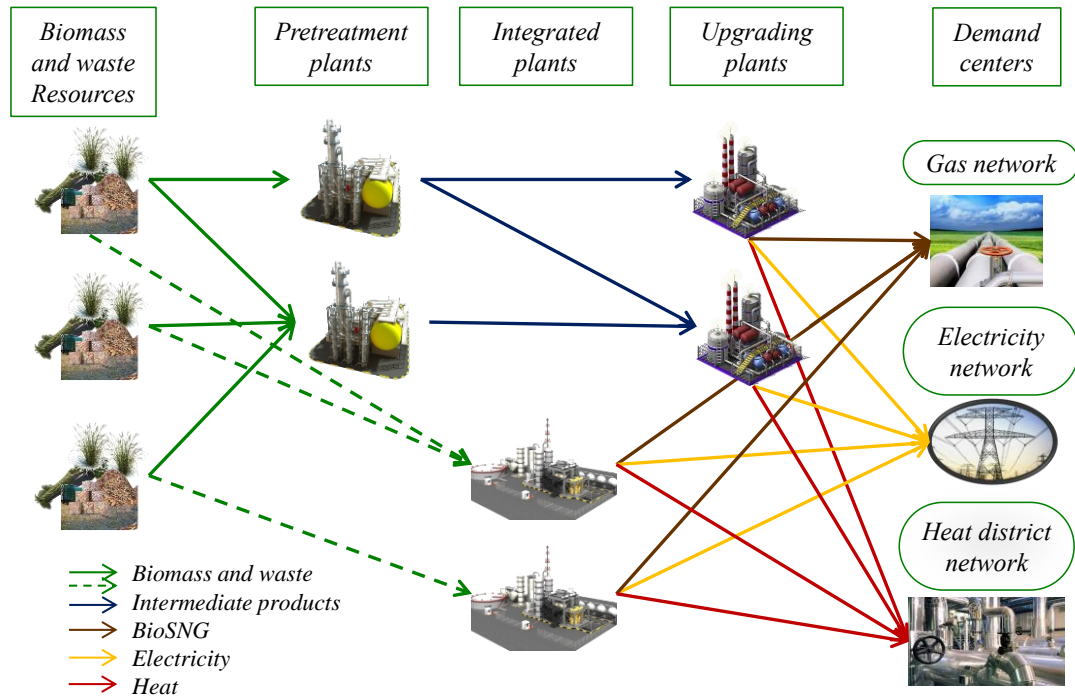 Biomass
and waste
Resources
Pretreatment
plants
Integrated
plants
Upgrading
plants
Demand
centers
Gas network
Electricity
network
Heat district
network
Biomass and waste
Intermediate products
BioSNG
Electricity
Heat